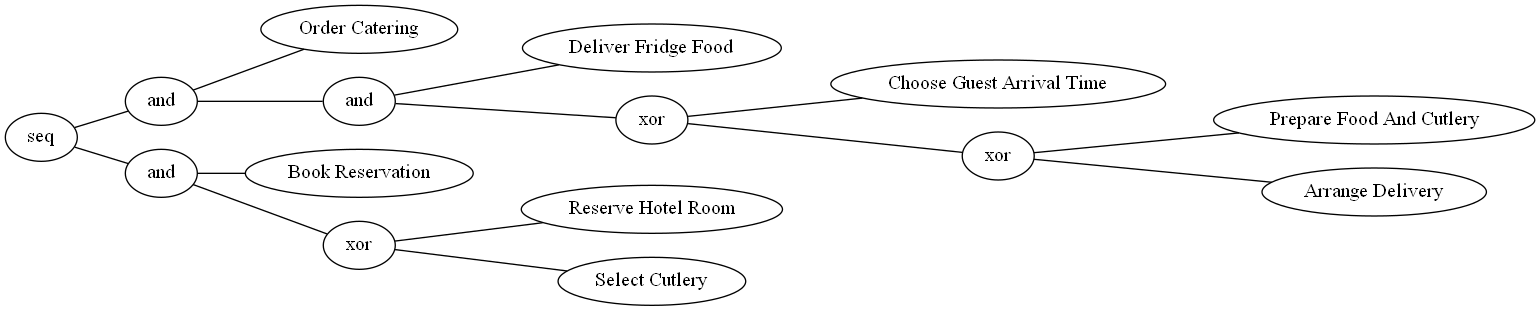 Order Catering
Deliver Fridge Food
Choose Guest Arrival Time
and
and
xor
Prepare Food And Cutlery
seq
xor
and
Book Reservation
Arrange Delivery
Reserve Hotel Room
xor
Select Cutlery